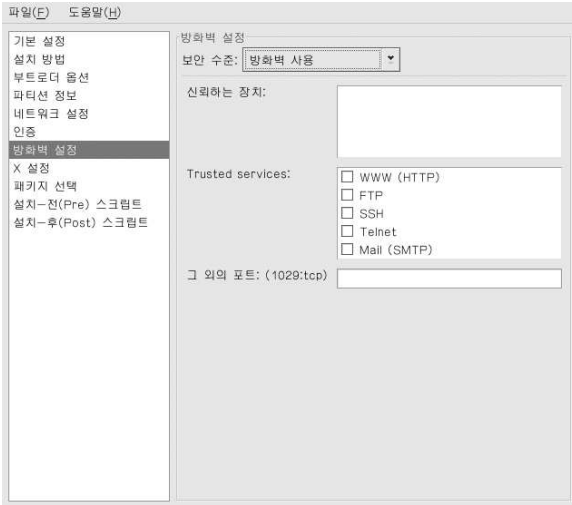 파일(F) 도움말(H)
기본 설정
설치 방법
부트로더 옵션
파티션 정보
네트워크 설정
인증
방화벽 설정
X 설정
패키지 선택
설치-전(Pre) 스크립트
설치-후(Post) 스크립트
방화벽 설정
보안 수준: 방화벽 사용
신뢰하는 장치:
Trusted services:
WWW (HTTP)
FTP
SSH
Telnet
Mail (SMTP)
그 외의 포트: (1029:tcp)